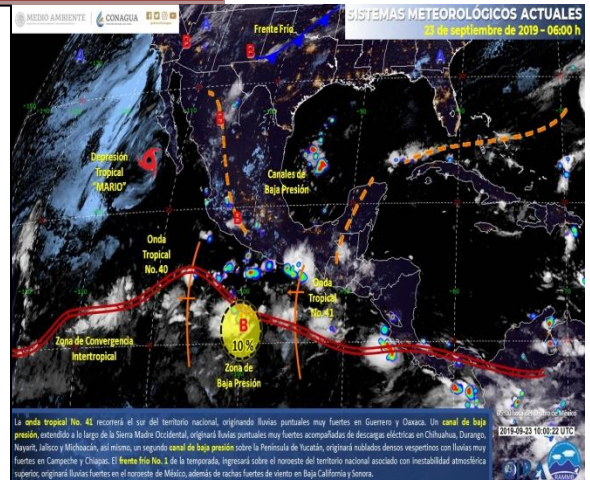 MEDIO AMBIENTE
CONAGUA
SISTEMAS METEOROLÓGICOS ACTUALES
23 de septiembre de 2019 – 06:00 h
Frente Frío
A
B
B
A
B
Depresión
Tropical
"MARIO"
Canales de
Baja Presión
B
Onda
Tropical
No. 40
Onda
Tropical
No. 41
B
10 %
Zona de Convergencia
Intertropical
Zona de
Baja Presión
2019-09-23 10:00:22 UTC
La onda tropical No. 41 recorrerá el sur del territorio nacional, originando lluvias puntuales muy fuertes en Guerrero y Oaxaca. Un canal de baja
presión, extendido a lo largo de la Sierra Madre Occidental, originará lluvias puntuales muy fuertes acompañadas de descargas eléctricas en Chihuahua, Durango,
Nayarit, Jalisco y Michoacán, así mismo, un segundo canal de baja presión sobre la Península de Yucatán, originará nublados densos vespertinos con lluvias muy
fuertes en Campeche y Chiapas. El frente frío No. 1 de la temporada, ingresará sobre el noroeste del territorio nacional asociado con inestabilidad atmosférica
superior, originará lluvias fuertes en el noroeste de México, además de rachas fuertes de viento en Baja California y Sonora.